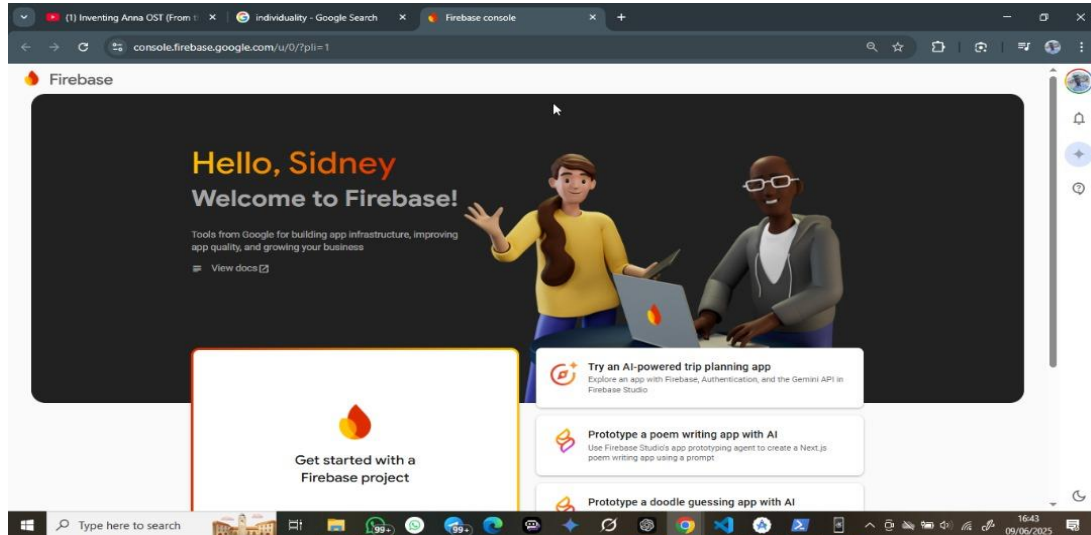 (1) Inventing Anna OST (From t
individuality - Google Search
Firebase console
console.firebase.google.com/u/0/?pli=1
Firebase
Hello, Sidney
Welcome to Firebase!
Tools from Google for building app infrastructure, improving
app quality, and growing your business
View docs
Get started with a
Firebase project
Try an AI-powered trip planning app
Explore an app with Firebase, Authentication, and the Gemini API in
Firebase Studio
Prototype a poem writing app with AI
Use Firebase Studio's app prototyping agent to create a Next.js
poem writing app using a prompt
Prototype a doodle guessing app with AI
Type here to search
99+
99+
16:43
09/06/2025